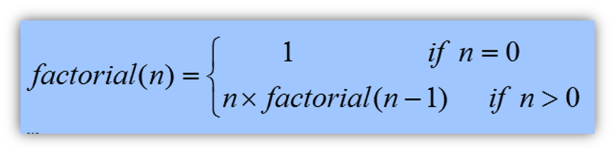 1 if n = 0
factorial(n) = {
n × factorial(n − 1) if n > 0